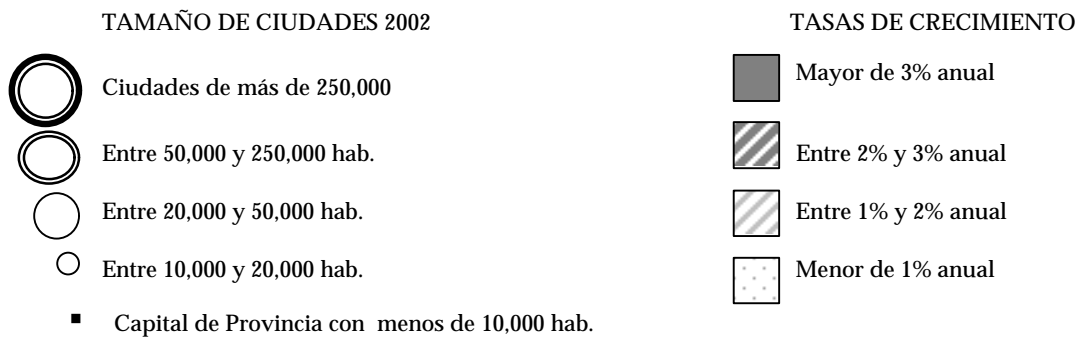 TAMAÑO DE CIUDADES 2002
Ciudades de más de 250,000
Entre 50,000 y 250,000 hab.
Entre 20,000 y 50,000 hab.
Entre 10,000 y 20,000 hab.
Capital de Provincia con menos de 10,000 hab.
TASAS DE CRECIMIENTO
Mayor de 3% anual
Entre 2% y 3% anual
Entre 1% y 2% anual
Menor de 1% anual